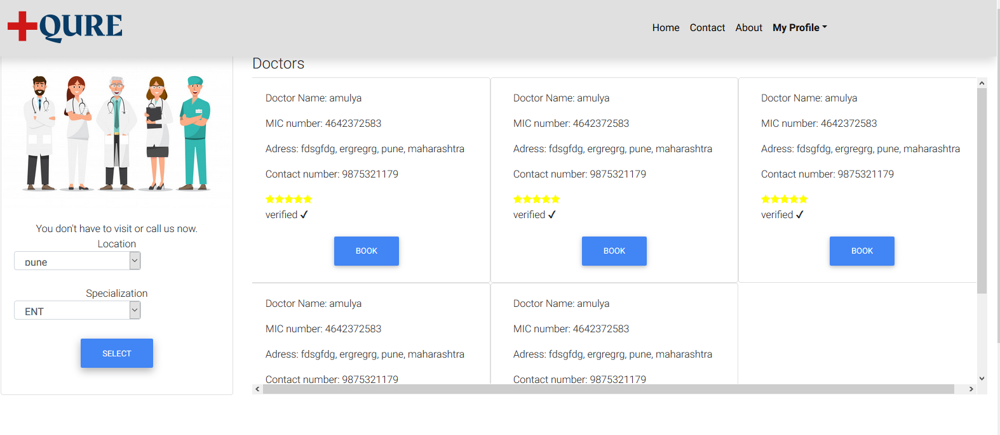 QURE
Home Contact About My Profile
You don't have to visit or call us now.
Location
pune
Specialization
ENT
SELECT
Doctors
Doctor Name: amulya
MIC number: 4642372583
Adress: fdsgfdg, ergregrg, pune, maharashtra
Contact number: 9875321179
verified ✔
BOOK
Doctor Name: amulya
MIC number: 4642372583
Adress: fdsgfdg, ergregrg, pune, maharashtra
Contact number: 9875321179
verified ✔
BOOK
Doctor Name: amulya
MIC number: 4642372583
Adress: fdsgfdg, ergregrg, pune, maharashtra
Contact number: 9875321179
verified ✔
BOOK
Doctor Name: amulya
MIC number: 4642372583
Adress: fdsgfdg, ergregrg, pune, maharashtra
Contact number: 9875321179
Doctor Name: amulya
MIC number: 4642372583
Adress: fdsgfdg, ergregrg, pune, maharashtra
Contact number: 9875321179